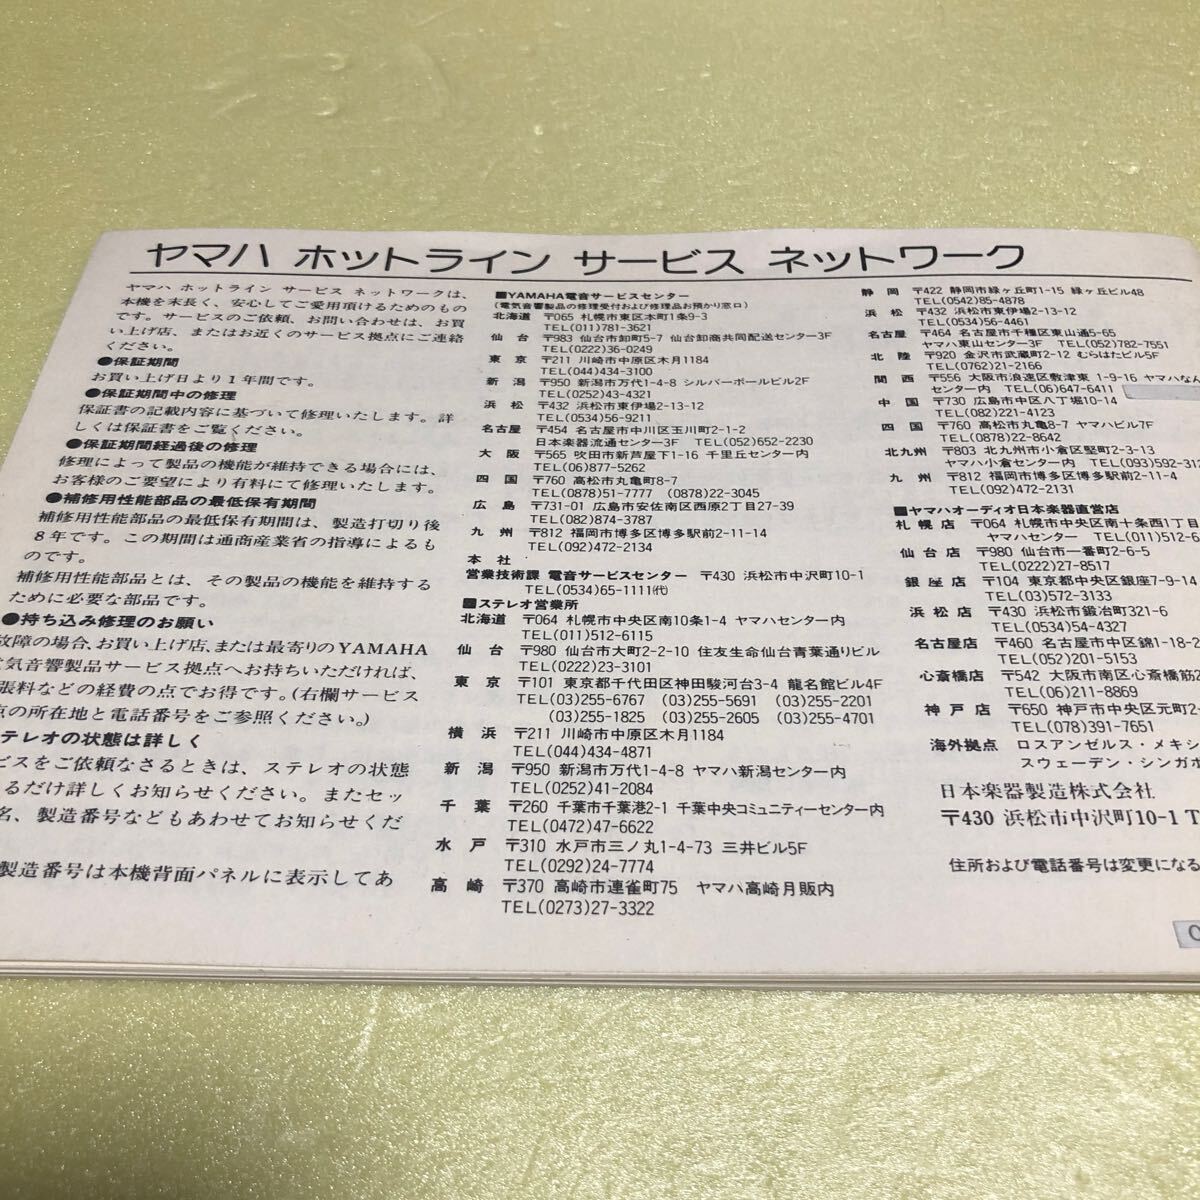 ヤマハ ホットライン サービス ネットワーク
ヤマハ ホットライン サービス ネットワークは、
本機を末長く、安心してご愛用頂けるためのもの
です。サービスのご依頼、お問い合わせは、お買
い上げ店、またはお近くのサービス拠点にご連絡
ください。
●保証期間
お買い上げ日より1年間です。
●保証期間中の修理
保証書の記載内容に基づいて修理いたします。詳
しくは保証書をご覧ください。
●保証期間経過後の修理
修理によって製品の機能が維持できる場合には、
お客様のご要望により有料にて修理いたします。
●補修用性能部品の最低保有期間
補修用性能部品の最低保有期間は、製造打切り後
8年です。この期間は通商産業省の指導によるも
のです。
補修用性能部品とは、その製品の機能を維持する
ために必要な部品です。
●持ち込み修理のお願い
故障の場合、お買い上げ店、または最寄りのYAMAHA
気音響製品サービス拠点へお持ちいただければ、
張料などの経費の点でお得です。(右欄サービス
点の所在地と電話番号をご参照ください。)
テレオの状態は詳しく
ビスをご依頼なさるときは、ステレオの状態
るだけ詳しくお知らせください。またセッ
名、製造番号などもあわせてお知らせくだ
製造番号は本機背面パネルに表示してあ
■YAMAHA電音サービスセンター
(電気音響製品の修理受付および修理品お預かり窓口)
北海道 〒065 札幌市東区本町1条9-3
TEL(011)781-3621
仙台 〒983 仙台市卸町5-7 仙台卸商共同配送センター3F
TEL(0222)36-0249
東京 〒211 川崎市中原区木月1184
TEL(044)434-3100
新潟 〒950 新潟市万代1-4-8 シルバーボールビル2F
TEL(0252)43-4321
浜松 〒432 浜松市東伊場2-13-12
TEL(0534)56-9211
名古屋 〒454 名古屋市中川区玉川町2-1-2
日本楽器流通センター3F TEL(052)652-2230
大阪 〒565 吹田市新芦屋下1-16 千里丘センター内
TEL(06)877-5262
四国 〒760 高松市丸亀町8-7
TEL(0878)51-7777 (0878)22-3045
広島 〒731-01 広島市安佐南区西原2丁目27-39
TEL(082)874-3787
九州 〒812 福岡市博多区博多駅前2-11-14
TEL(092)472-2134
本社
営業技術課 電音サービスセンター 〒430 浜松市中沢町10-1
TEL(0534)65-1111(代)
■ステレオ営業所
北海道 〒064 札幌市中央区南10条1-4 ヤマハセンター内
TEL(011)512-6115
仙台 〒980 仙台市大町2-2-10 住友生命仙台青葉通りビル
TEL(0222)23-3101
東京 〒101 東京都千代田区神田駿河台3-4 龍名館ビル4F
TEL(03)255-6767 (03)255-5691 (03)255-2201
(03)255-1825 (03)255-2605 (03)255-4701
横浜 〒211 川崎市中原区木月1184
TEL(044)434-4871
新潟 〒950 新潟市万代1-4-8 ヤマハ新潟センター内
TEL(0252)41-2084
千葉 〒260 千葉市千葉港2-1 千葉中央コミュニティーセンター内
TEL(0472)47-6622
水戸 〒310 水戸市三ノ丸1-4-73 三井ビル5F
TEL(0292)24-7774
高崎 〒370 高崎市連雀町75 ヤマハ高崎月販内
TEL(0273)27-3322
静岡 〒422 静岡市緑ヶ丘町1-15 緑ヶ丘ビル4B
TEL(0542)85-4878
浜松 〒432 浜松市東伊場2-13-12
TEL(0534)56-4461
名古屋 〒464 名古屋市千種区東山通5-65
ヤマハ東山センター3F TEL(052)782-7551
北陸 〒920 金沢市武蔵町2-12 むらはたビル5F
TEL(0762)21-2166
関西 〒556 大阪市浪速区敷津東 1-9-16 ヤマハなん
センター内 TEL(06)647-6411
中国 〒730 広島市中区八丁堀10-14
TEL(082)221-4123
四国 〒760 高松市丸亀8-7 ヤマハビル7F
TEL(0878)22-8642
北九州 〒803 北九州市小倉区堅町2-3-13
ヤマハ小倉センター内 TEL(093)592-312
九州 〒812 福岡市博多区博多駅前2-11-4
TEL(092)472-2131
■ヤマハオーディオ日本楽器直営店
札幌店 〒064 札幌市中央区南十条西1丁
ヤマハセンター TEL(011)512-6
仙台店 〒980 仙台市一番町2-6-5
TEL(0222)27-8517
銀座店 〒104 東京都中央区銀座7-9-14
TEL(03)572-3133
浜松店 〒430 浜松市鍛冶町321-6
TEL(0534)54-4327
名古屋店 〒460 名古屋市中区錦1-18-2
TEL(052)201-5153
心斎橋店 〒542 大阪市南区心斎橋筋2
TEL(06)211-8869
神戸店 〒650 神戸市中央区元町2-
TEL(078)391-7651
海外拠点 ロスアンゼルス・メキシ
スウェーデン・シンガポ
日本楽器製造株式会社
〒430 浜松市中沢町10-1 T
住所および電話番号は変更になる